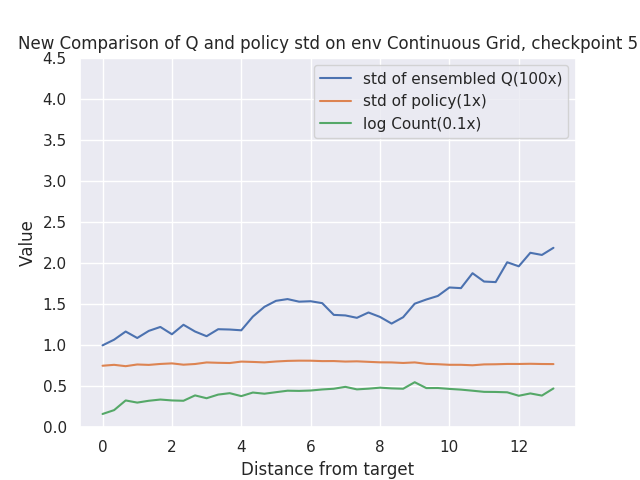 New Comparison of Q and policy std on env Continuous Grid, checkpoint 5
4.5
4.0
3.5
3.0
2.5
2.0
1.5
1.0
0.5
0.0
Value
std of ensembled Q(100x)
std of policy(1x)
log Count(0.1x)
0 2 4 6 8 10 12
Distance from target